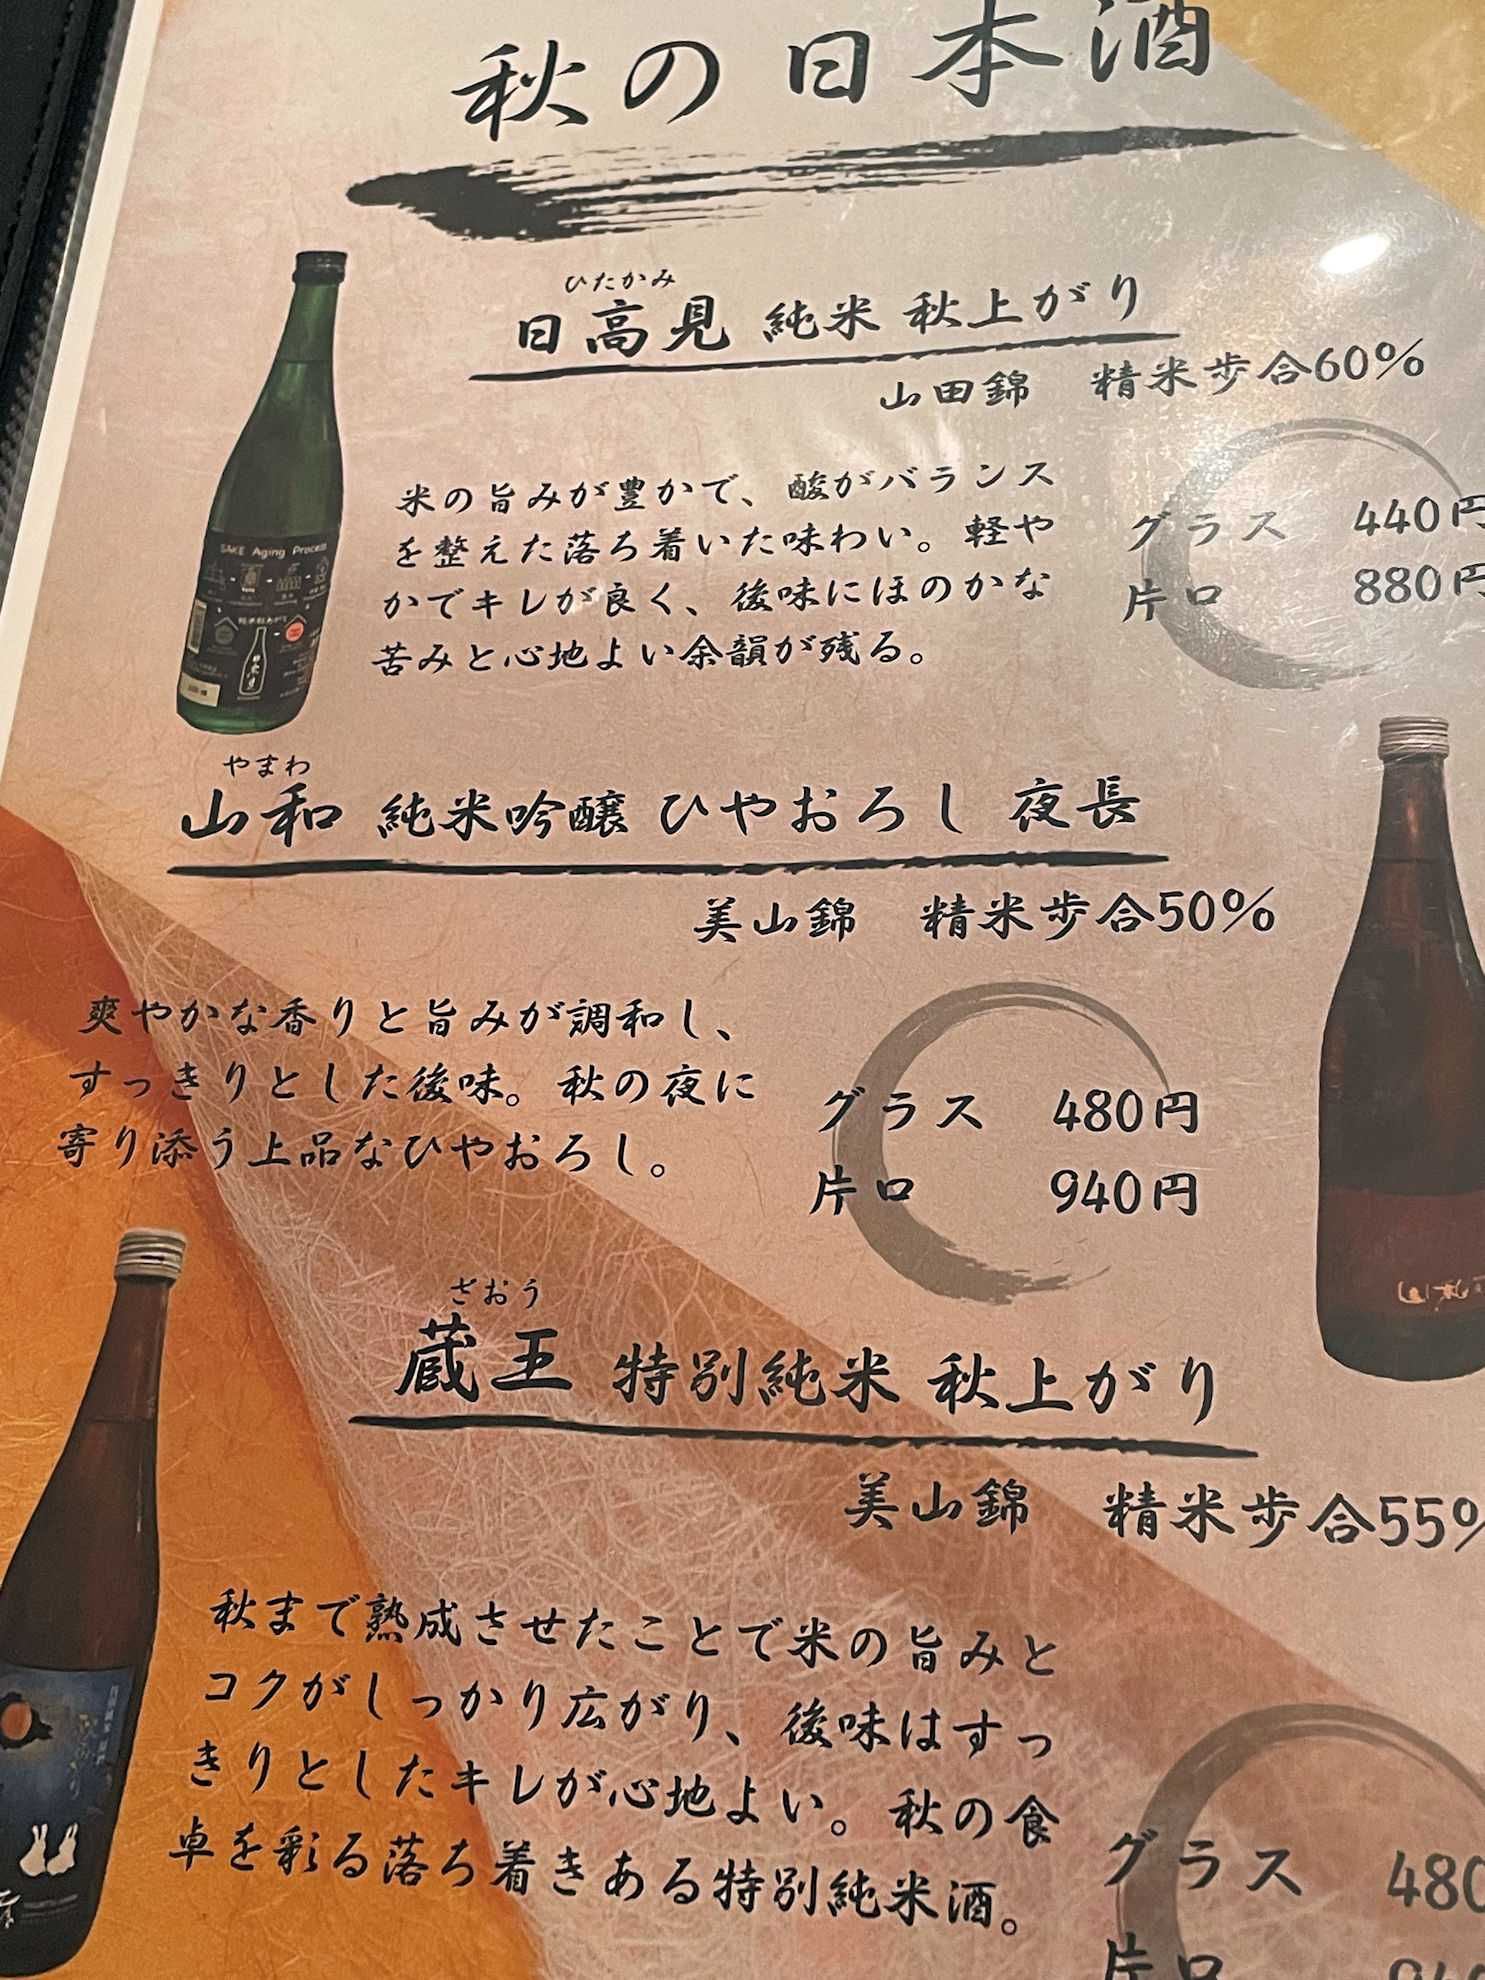 秋の日本酒
ひたかみ
日高見 純米 秋上がり
山田錦 精米歩合60%
米の旨みが豊かで、酸がバランス
を整えた落ち着いた味わい。軽や
かでキレが良く、後味にほのかな
苦みと心地よい余韻が残る。
グラス 440円
片口 880円
SAKE Aging Process
やまわ
山和 純米吟醸 ひやおろし 夜長
美山錦 精米歩合50%
爽やかな香りと旨みが調和し、
すっきりとした後味。秋の夜に
寄り添う上品なひやおろし。
グラス 480円
片口 940円
ざおう
蔵王 特別純米 秋上がり
美山錦 精米歩合55%
秋まで熟成させたことで米の旨みと
コクがしっかり広がり、後味はすっ
きりとしたキレが心地よい。秋の食
卓を彩る落ち着きある特別純米酒。
グラス 480
片口